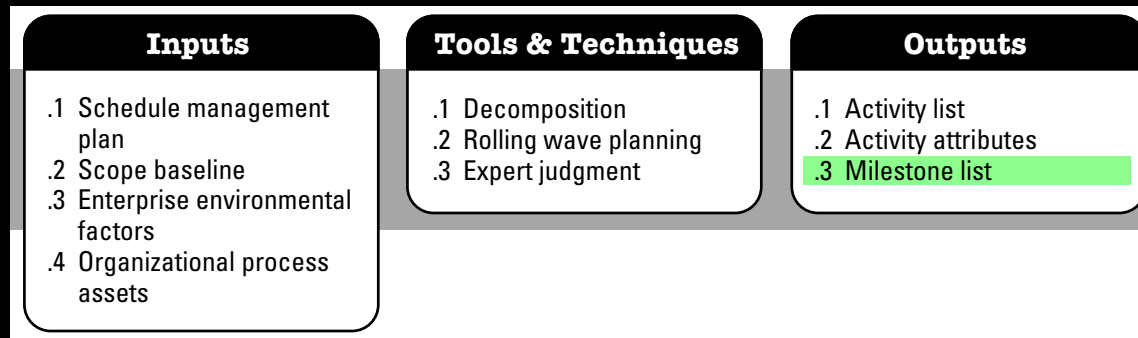 Inputs
.1 Schedule management
plan
.2 Scope baseline
.3 Enterprise environmental
factors
.4 Organizational process
assets
Tools & Techniques
.1 Decomposition
.2 Rolling wave planning
.3 Expert judgment
Outputs
.1 Activity list
.2 Activity attributes
.3 Milestone list